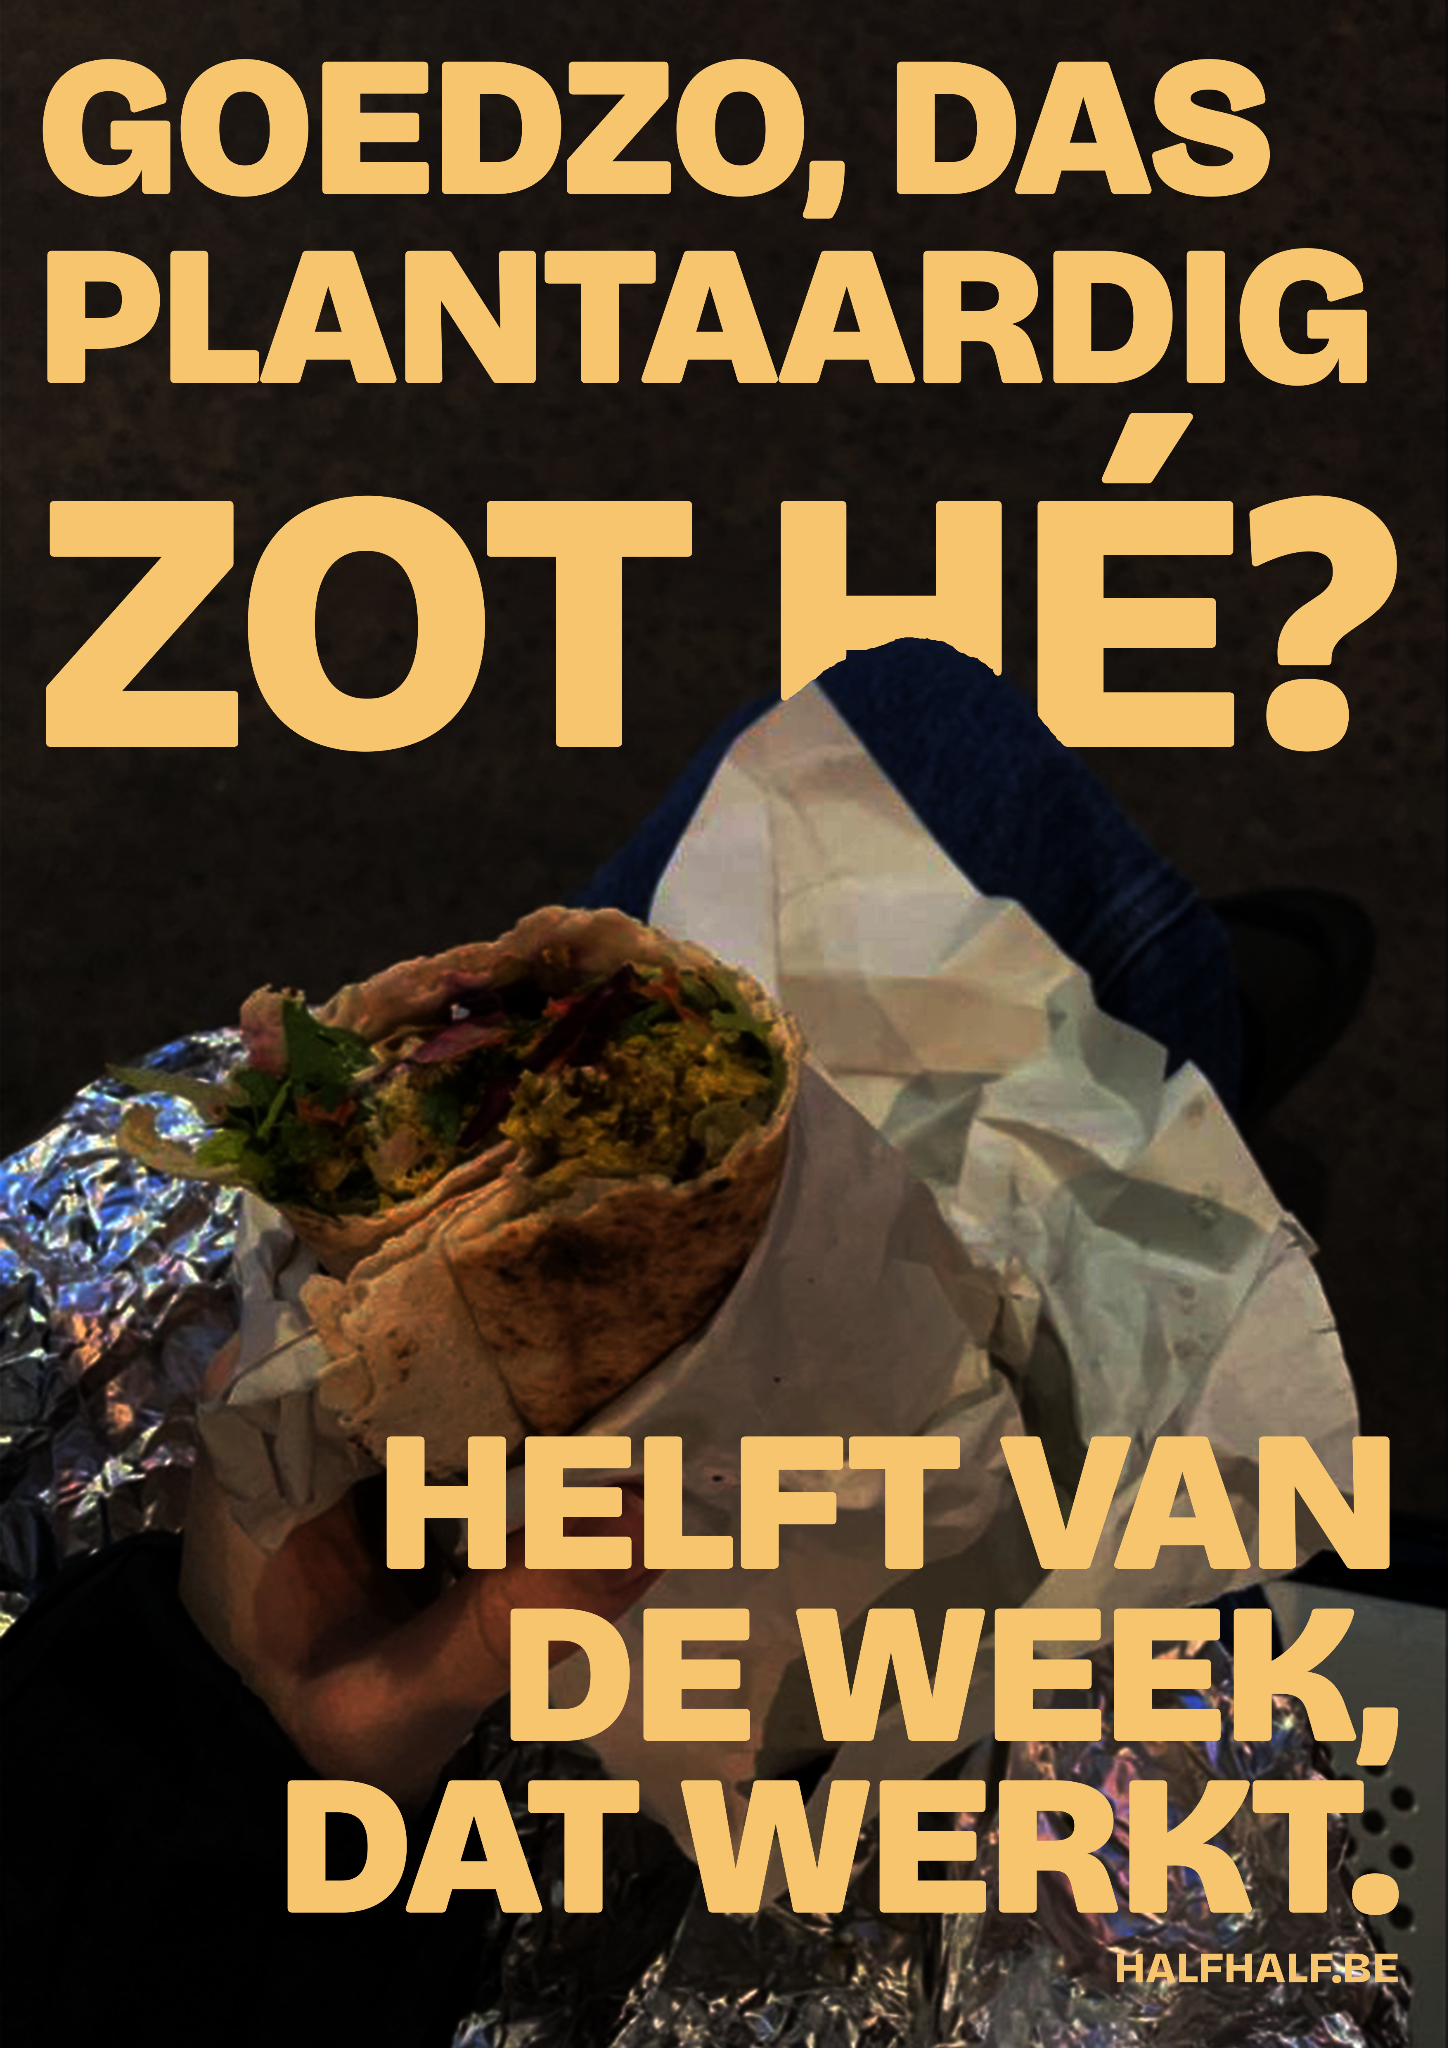 GOEDZO, DAS
PLANTAARDIG
ZOT HÉ?
HELFT VAN
DE WEEK,
DAT WERKT.
HALFHALF.BE